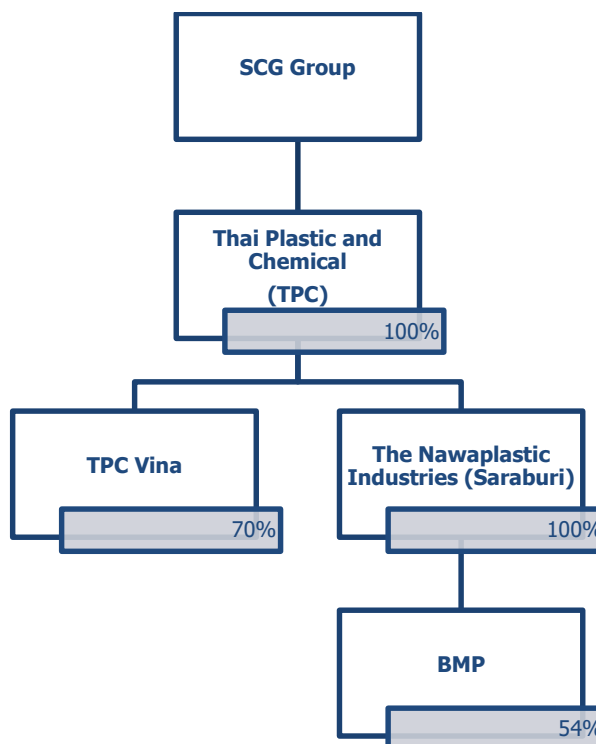 SCG Group
Thai Plastic and
Chemical
(TPC)
100%
TPC Vina
70%
The Nawaplastic
Industries (Saraburi)
100%
BMP
54%